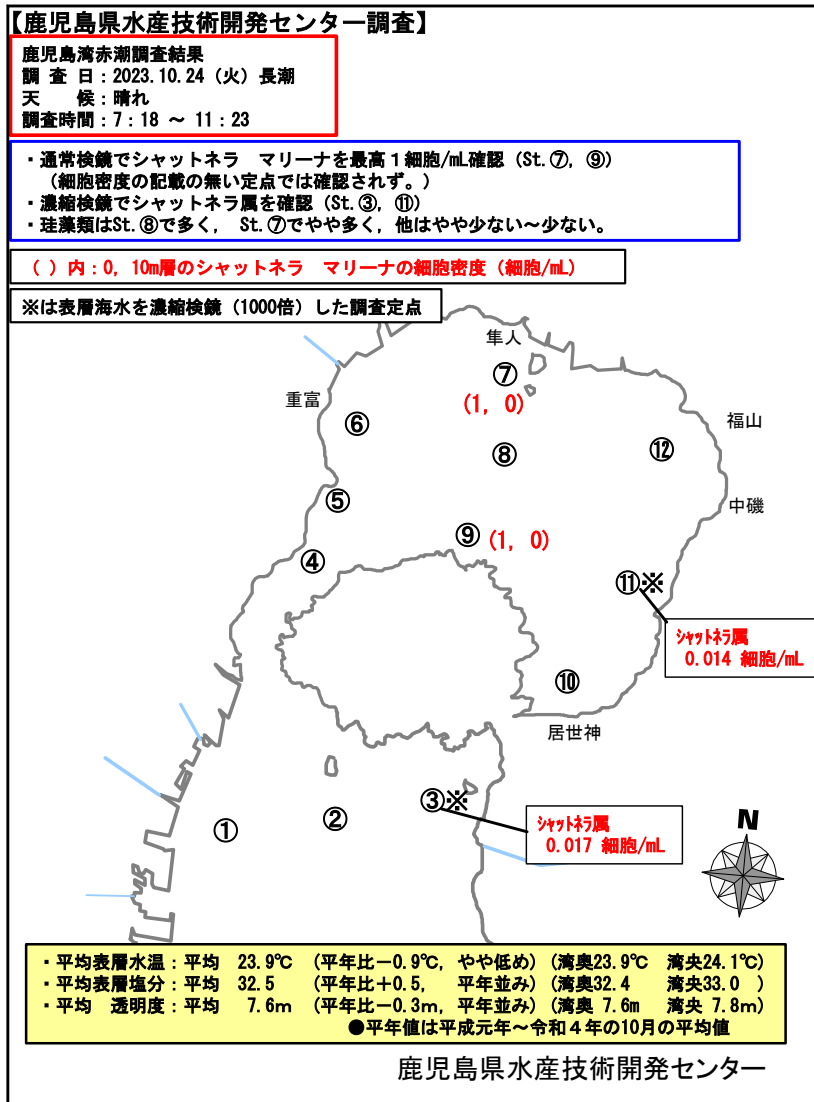 【鹿児島県水産技術開発センター調査】
鹿児島湾赤潮調査結果
調 査 日：2023.10.24（火）長潮
天　　候：晴れ
調査時間：7：18 ～ 11：23
・通常検鏡でシャットネラ　マリーナを最高１細胞/mL確認（St.⑦, ⑨）
（細胞密度の記載の無い定点では確認されず。）
・濃縮検鏡でシャットネラ属を確認（St.③, ⑪）
・珪藻類はSt.⑧で多く，　St.⑦でやや多く，他はやや少ない～少ない。
（ ）内：0, 10m層のシャットネラ　マリーナの細胞密度（細胞/mL）
※は表層海水を濃縮検鏡（1000倍）した調査定点
隼人
⑦
重富
(1, 0)
⑥
福山
⑫
⑧
⑤
中磯
⑨
(1, 0)
④
⑪※
ｼｬｯﾄﾈﾗ属
0.014 細胞/mL
⑩
居世神
③※
②
①
ｼｬｯﾄﾈﾗ属
0.017 細胞/mL
N
・平均表層水温：平均　23.9℃　（平年比－0.9℃，やや低め）（湾奥23.9℃　湾央24.1℃）
・平均表層塩分：平均　32.5　（平年比＋0.5,　平年並み）（湾奥32.4　湾央33.0　）
・平均　透明度：平均　7.6m　（平年比－0.3m，平年並み）（湾奥 7.6m　湾央 7.8m）
●平年値は平成元年～令和４年の10月の平均値
鹿児島県水産技術開発センター